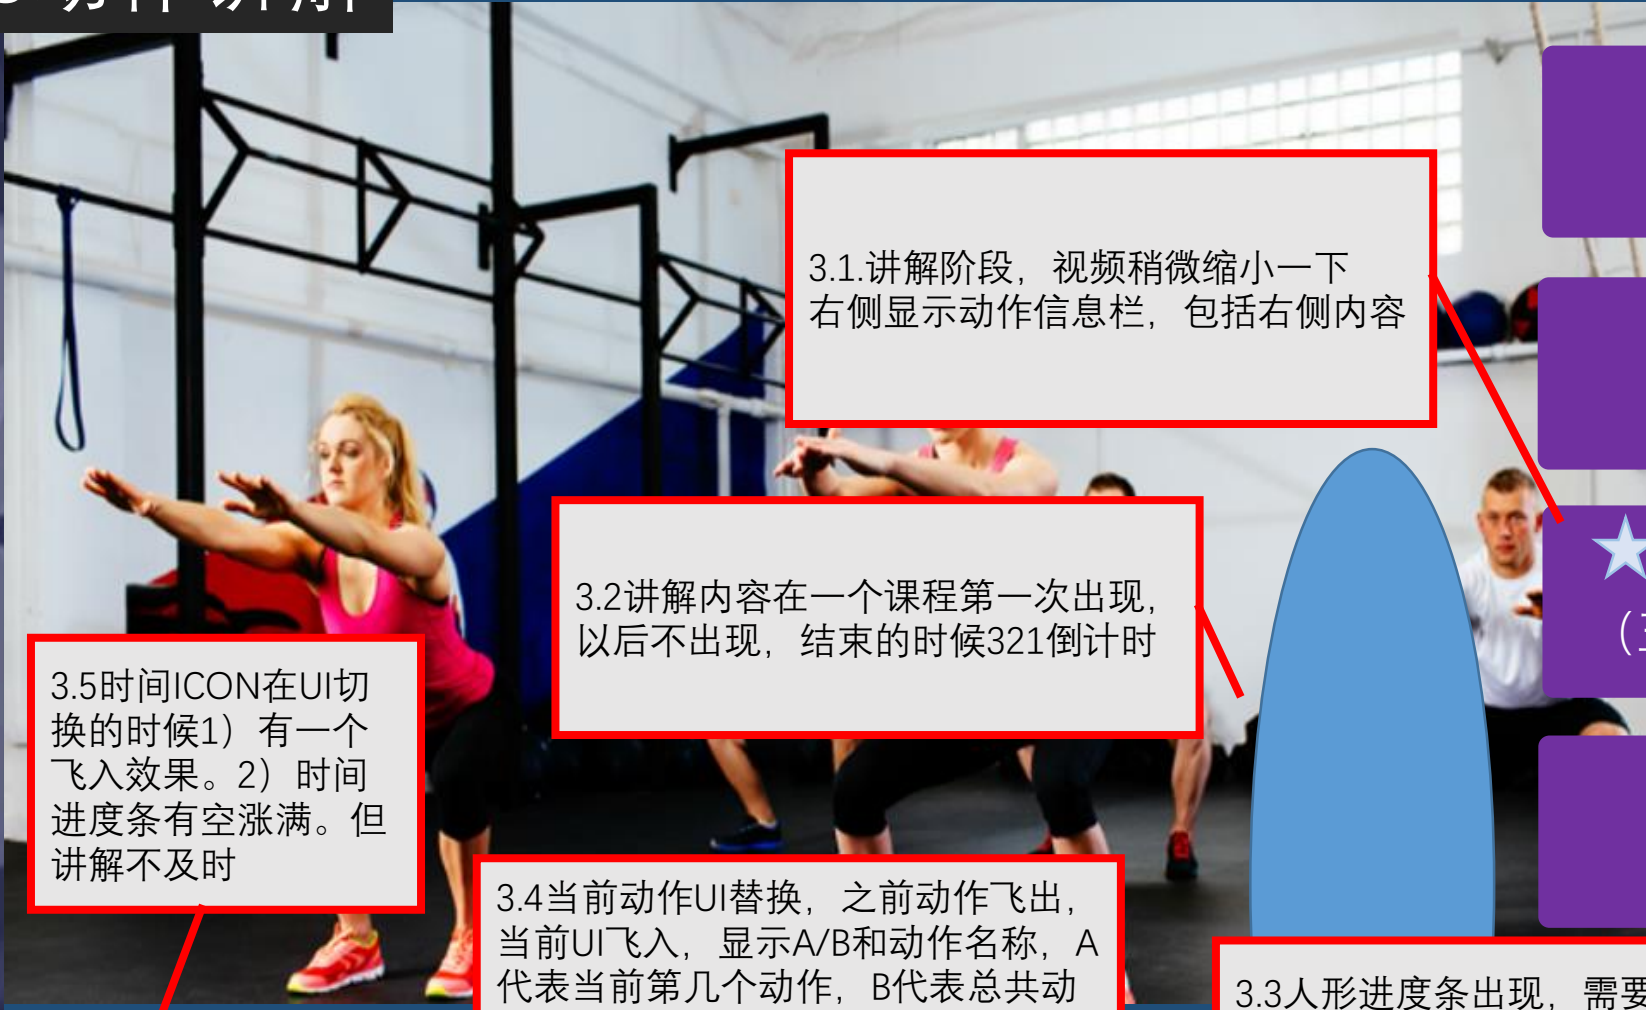 3.1.讲解阶段，视频稍微缩小一下
右侧显示动作信息栏，包括右侧内容
3.2讲解内容在一个课程第一次出现，
以后不出现，结束的时候321倒计时
3.5时间ICON在UI切
换的时候1）有一个
飞入效果。2）时间
进度条有空涨满。但
讲解不及时
3.4当前动作UI替换，之前动作飞出，
当前UI飞入，显示A/B和动作名称，A
代表当前第几个动作，B代表总共动
3.3人形进度条出现，需要